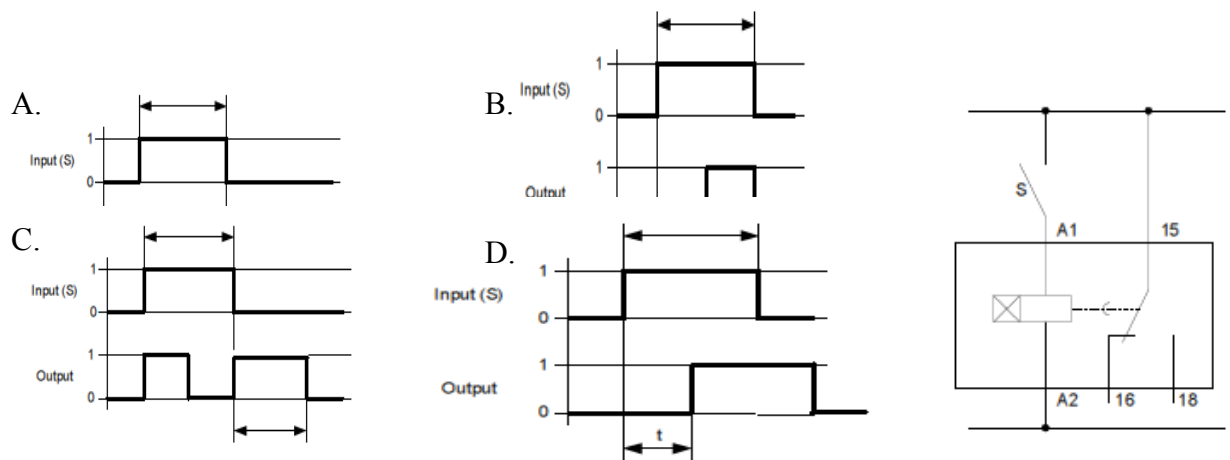 A.
1
Input (S)
0
B.
1
Input (S)
0
1
Output
C.
1
Input (S)
0
1
Output
0
D.
1
Input (S)
0
1
Output
0
t
S
A1 15
A2 16 18